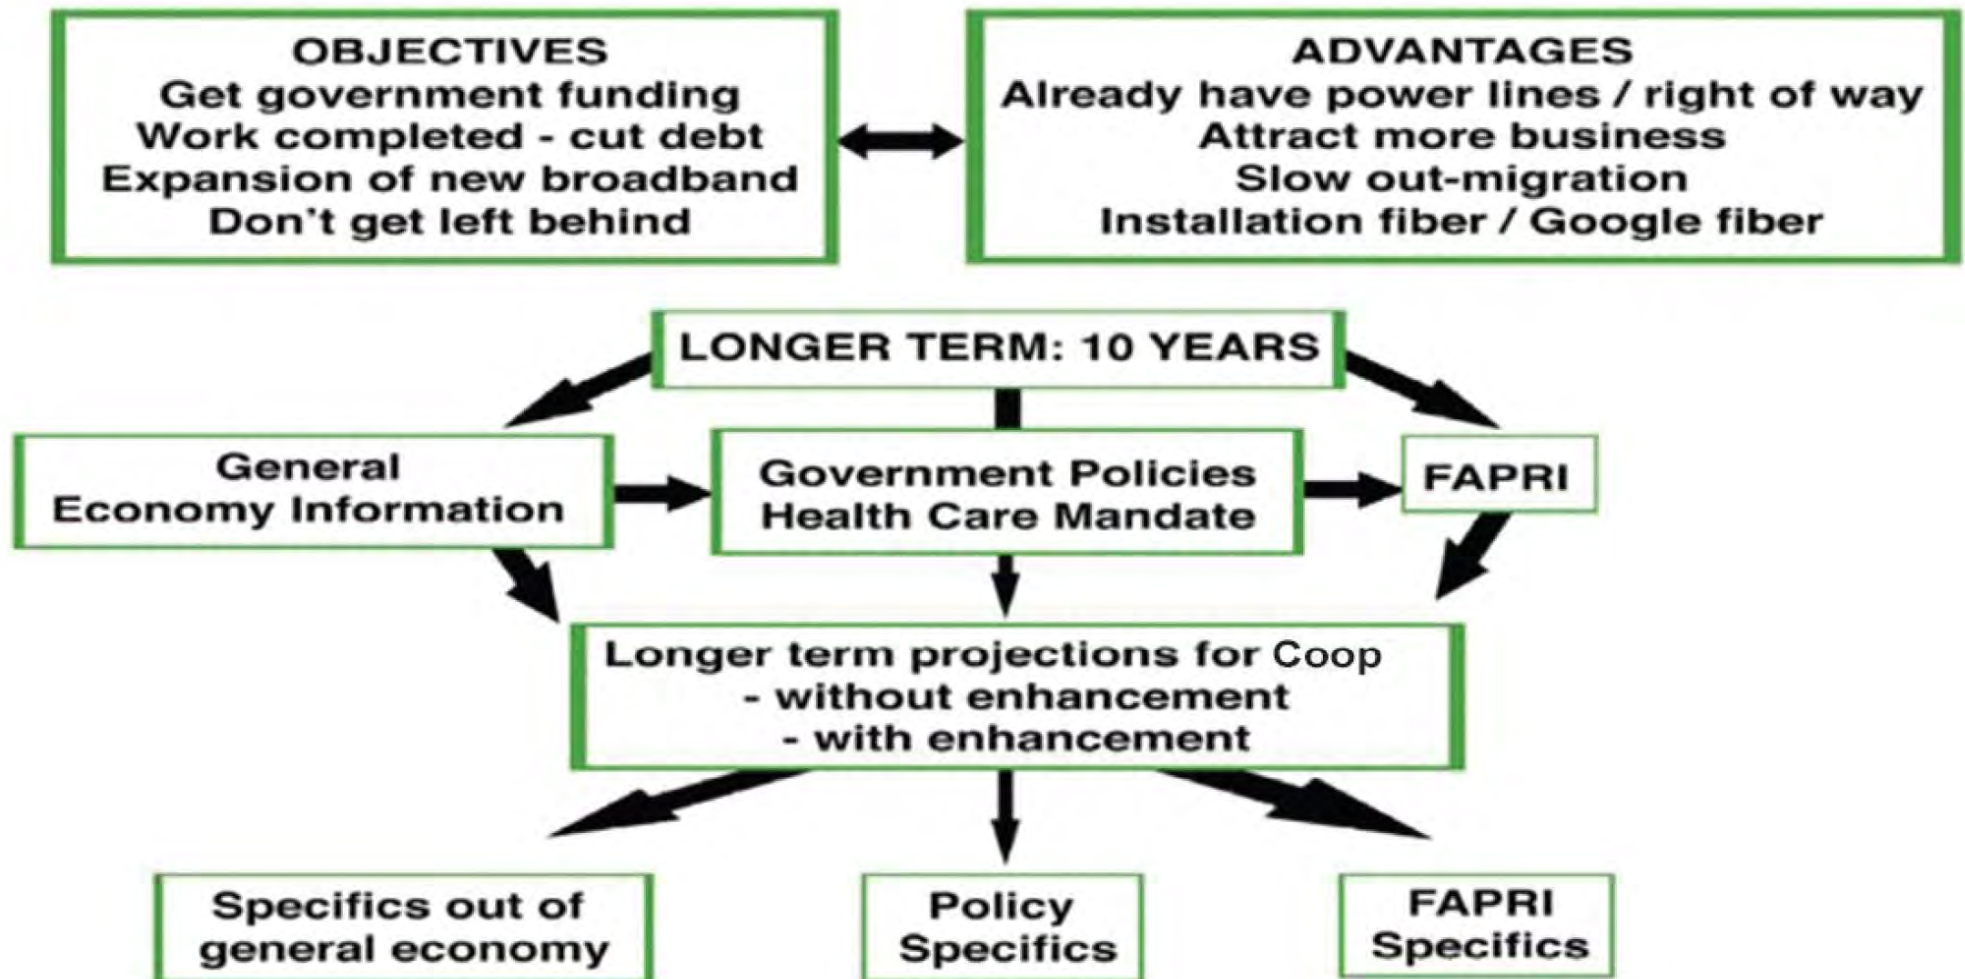 OBJECTIVES
Get government funding
Work completed - cut debt
Expansion of new broadband
Don't get left behind
ADVANTAGES
Already have power lines / right of way
Attract more business
Slow out-migration
Installation fiber / Google fiber
LONGER TERM: 10 YEARS
General
Economy Information
Government Policies
Health Care Mandate
FAPRI
Longer term projections for Coop
- without enhancement
- with enhancement
Specifics out of
general economy
Policy
Specifics
FAPRI
Specifics